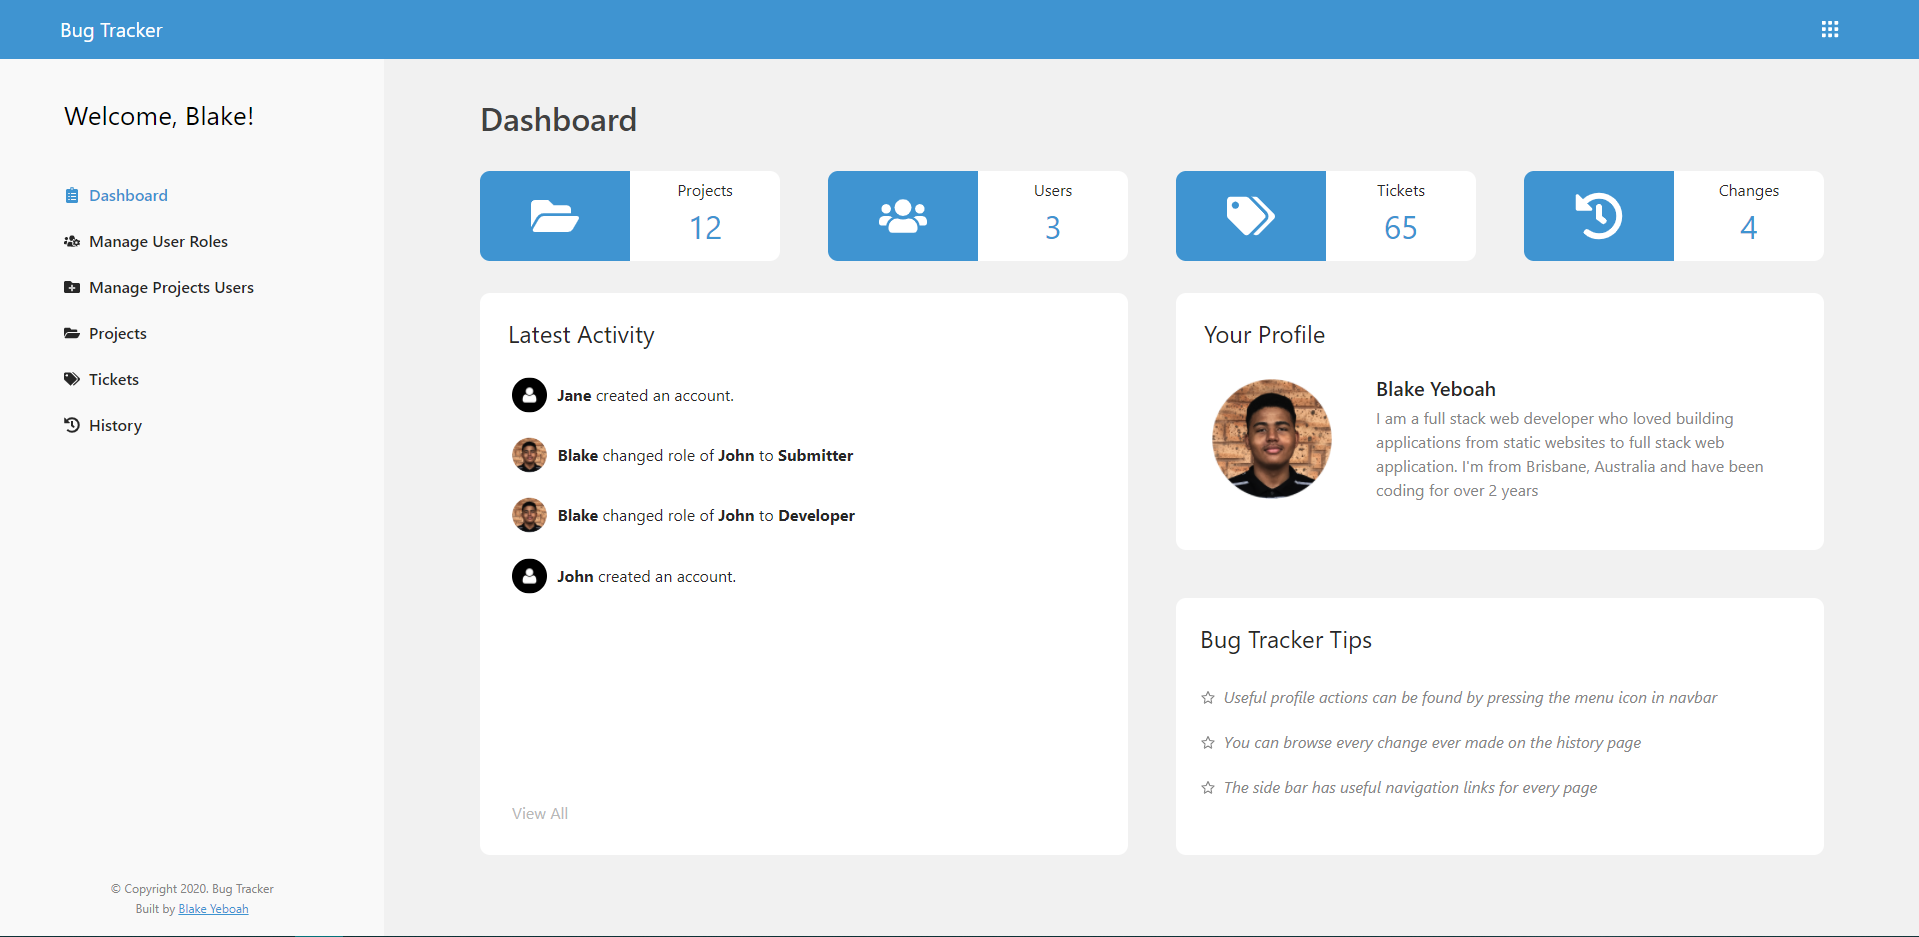 Bug Tracker
Welcome, Blake!
Dashboard
Manage User Roles
Manage Projects Users
Projects
Tickets
History
© Copyright 2020. Bug Tracker
Built by Blake Yeboah
Dashboard
Projects
12
Users
3
Tickets
65
Changes
4
Latest Activity
Jane created an account.
Blake changed role of John to Submitter
Blake changed role of John to Developer
John created an account.
View All
Your Profile
Blake Yeboah
I am a full stack web developer who loved building
applications from static websites to full stack web
application. I'm from Brisbane, Australia and have been
coding for over 2 years
Bug Tracker Tips
Useful profile actions can be found by pressing the menu icon in navbar
You can browse every change ever made on the history page
The side bar has useful navigation links for every page